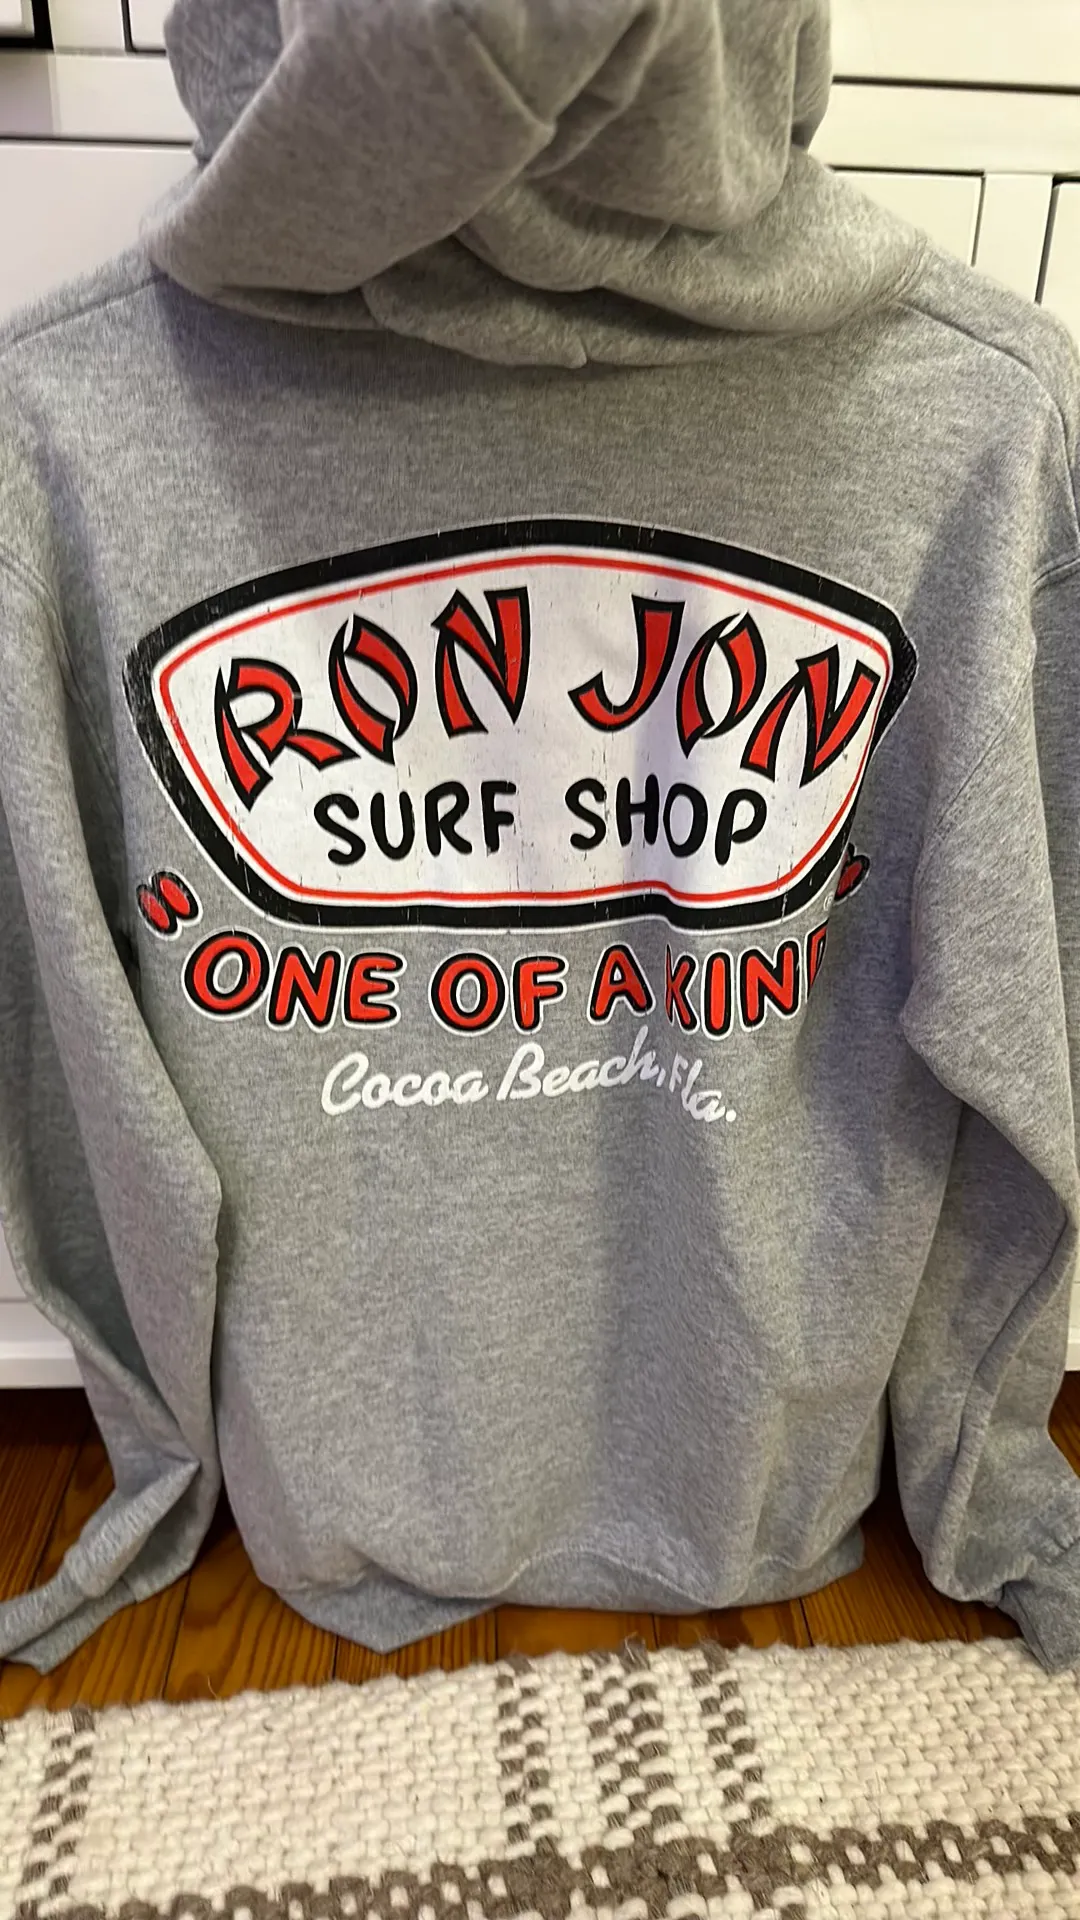 RON JON
SURF SHOP
"ONE OF A KIND"
Cocoa Beach, Fla.